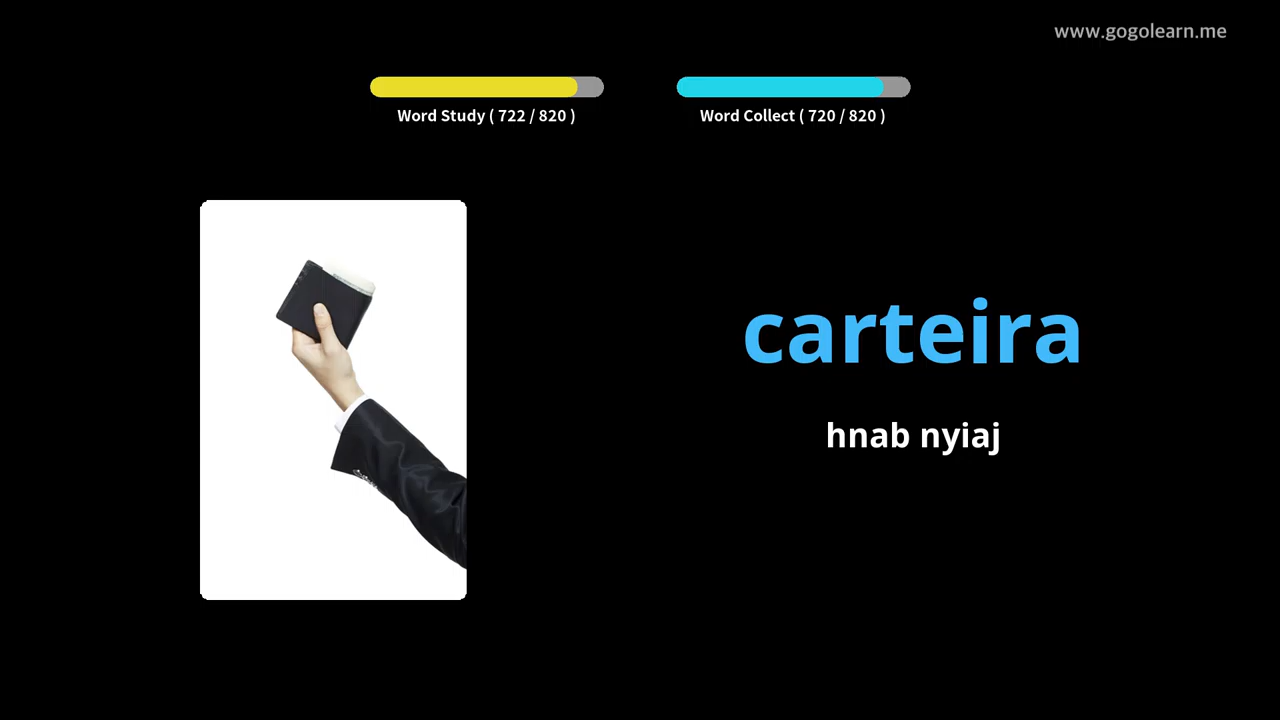 www.gogolearn.me
Word Study ( 722 / 820 )
Word Collect ( 720 / 820 )
carteira
hnab nyiaj